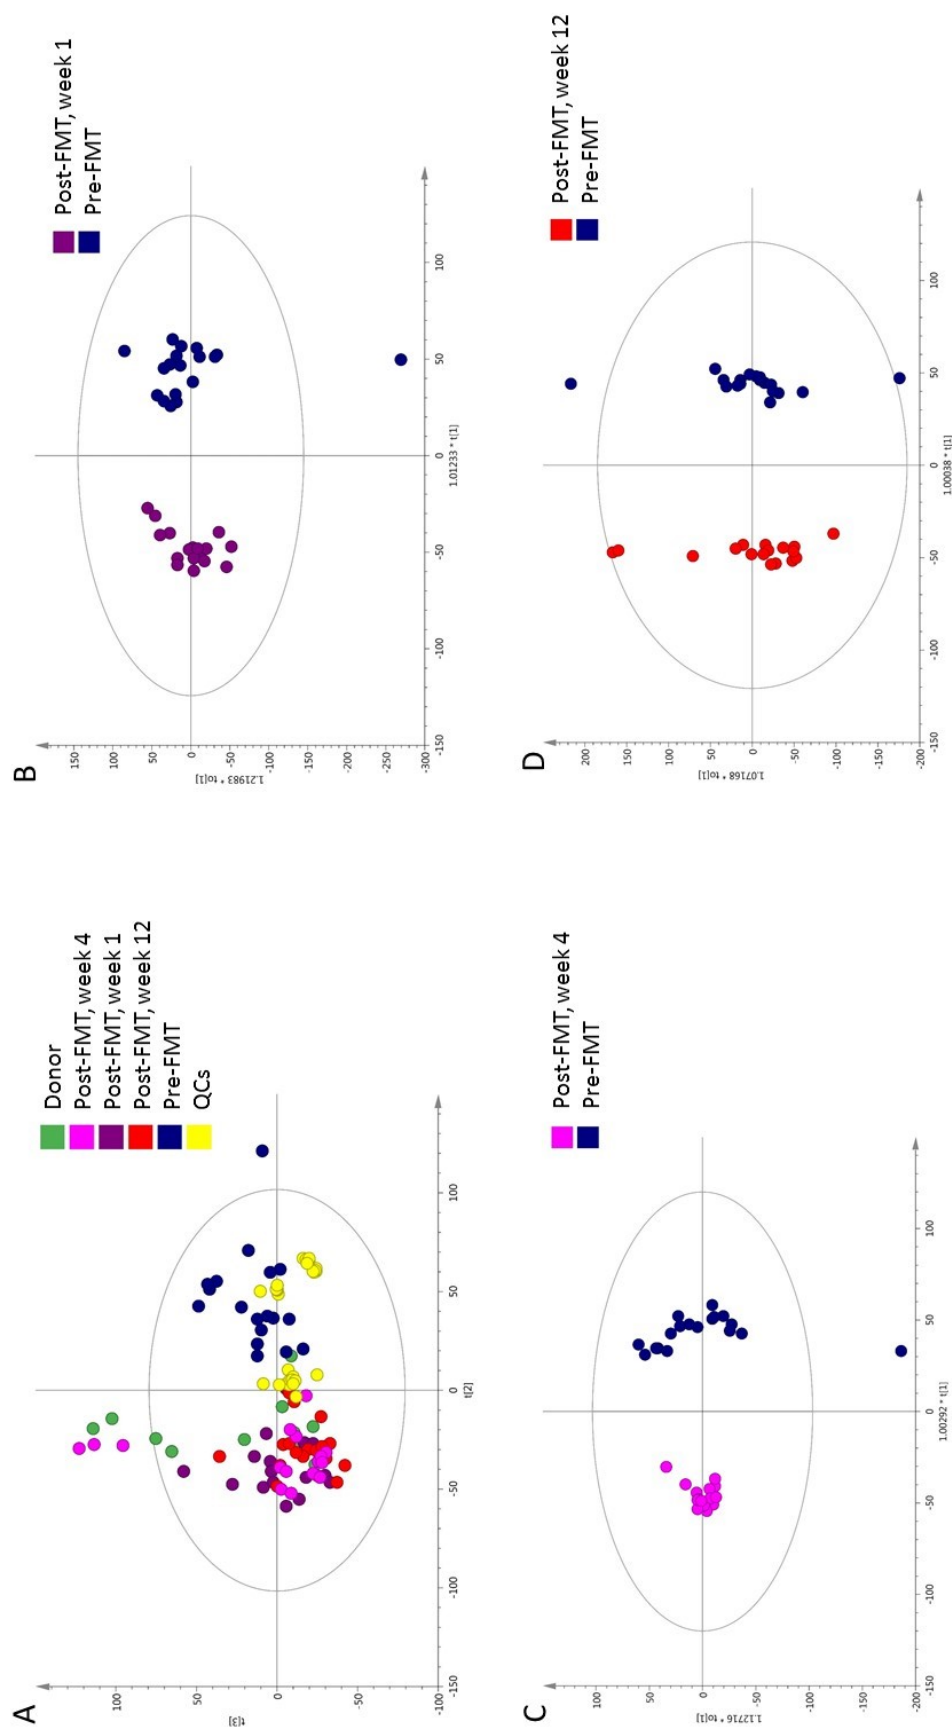 A
Donor
Post-FMT, week 4
Post-FMT, week 1
Post-FMT, week 12
Pre-FMT
QCs
100
50
0
-50
-100
t[3]
-150
-100
-50
0
50
100
t[2]
B
Post-FMT, week 1
Pre-FMT
150
100
50
0
-50
-100
-150
-200
-250
-300
1.21983 * to[1]
-150
-100
-50
0
50
100
1.01233 * t[1]
C
Post-FMT, week 4
Pre-FMT
100
50
0
-50
-100
-150
-200
1.12716 * to[1]
-150
-100
-50
0
50
100
1.00292 * t[1]
D
Post-FMT, week 12
Pre-FMT
200
150
100
50
0
-50
-100
-150
-200
1.07168 * to[1]
-150
-100
-50
0
50
100
1.00038 * t[1]